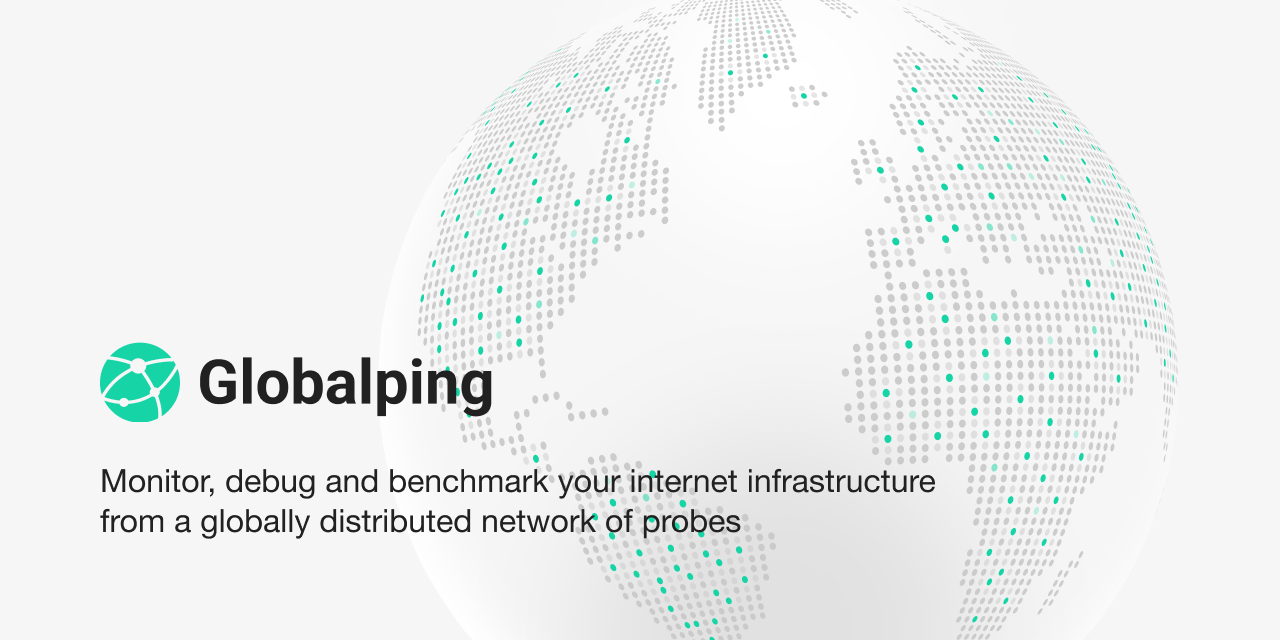 Globalping
Monitor, debug and benchmark your internet infrastructure
from a globally distributed network of probes